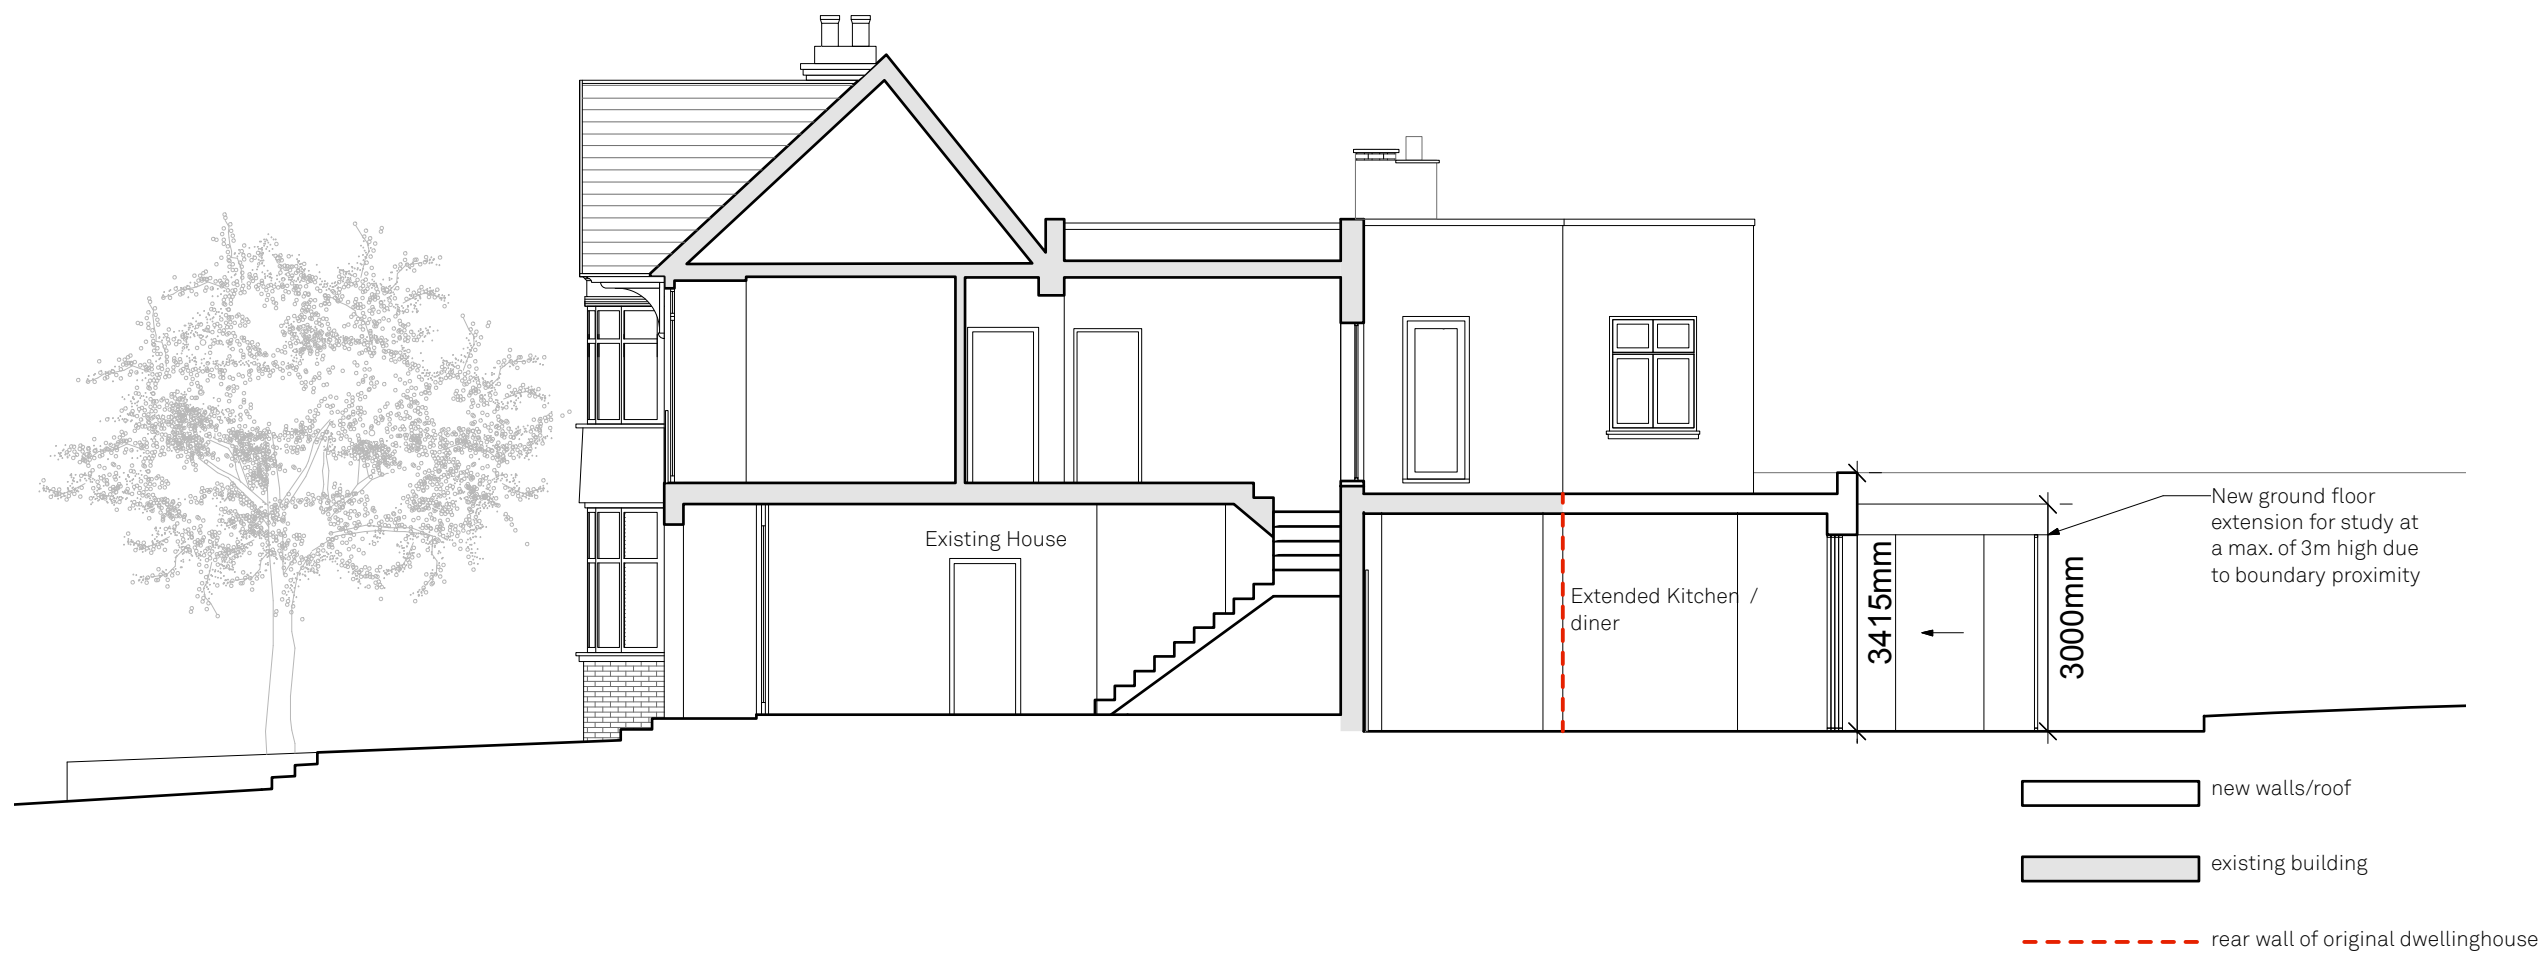 Existing House
Extended Kitchen /
diner
3415mm
3000mm
New ground floor
extension for study at
a max. of 3m high due
to boundary proximity
new walls/roof
existing building
rear wall of original dwellinghouse